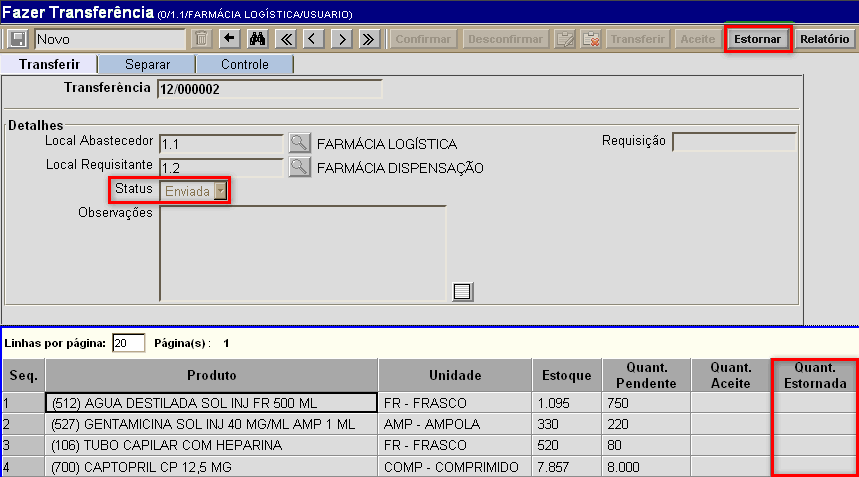 Fazer Transferência (0/1.1/FARMÁCIA LOGÍSTICA/USUARIO)
Novo Confirmar Desconfirmar Transferir Aceite Estornar Relatório
Transferir Separar Controle
Transferência 12/000002
Detalhes
Local Abastecedor 1.1 FARMÁCIA LOGÍSTICA Requisição
Local Requisitante 1.2 FARMÁCIA DISPENSAÇÃO
Status Enviada
Observações
Linhas por página: 20 Página(s) : 1
Seq. Produto Unidade Estoque Quant. Pendente Quant. Aceite Quant. Estornada
1 (512) AGUA DESTILADA SOL INJ FR 500 ML FR - FRASCO 1.095 750
2 (527) GENTAMICINA SOL INJ 40 MG/ML AMP 1 ML AMP - AMPOLA 330 220
3 (106) TUBO CAPILAR COM HEPARINA FR - FRASCO 520 80
4 (700) CAPTOPRIL CP 12,5 MG COMP - COMPRIMIDO 7.857 8.000